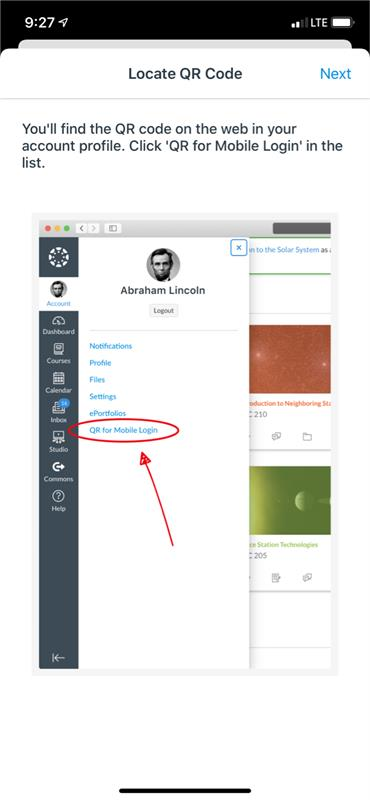 9:27
LTE
Locate QR Code
Next
You'll find the QR code on the web in your
account profile. Click 'QR for Mobile Login' in the
list.
to the Solar System as
Abraham Lincoln
Logout
Account
Dashboard
Courses
Calendar
14
Inbox
Studio
Commons
Help
Notifications
Profile
Files
Settings
ePortfolios
QR for Mobile Login
oduction to Neighboring Sta
C 210
ce Station Technologies
C 205